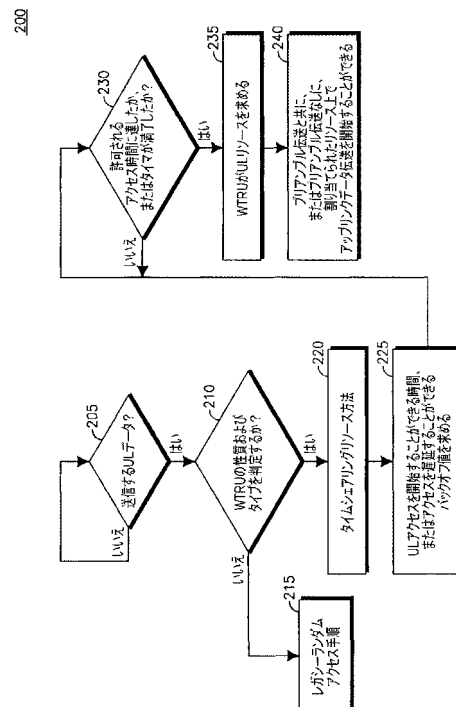 200
205
送信するULデータ?
いいえ
はい
210
WTRUの性質および
タイプを判定するか?
いいえ
はい
215
レガシーランダム
アクセス手順
220
タイムシェアリングリソース方法
225
ULアクセスを開始することができる時間、
またはアクセスを遅延することができる
バックオフ値を求める
230
許可される
アクセス時間に達したか、
またはタイマが満了したか?
いいえ
はい
235
WTRUがULリソースを求める
240
プリアンブル伝送と共に、
またはプリアンブル伝送なしに、
割り当てられたリソース上で
アップリンクデータ伝送を開始することができる